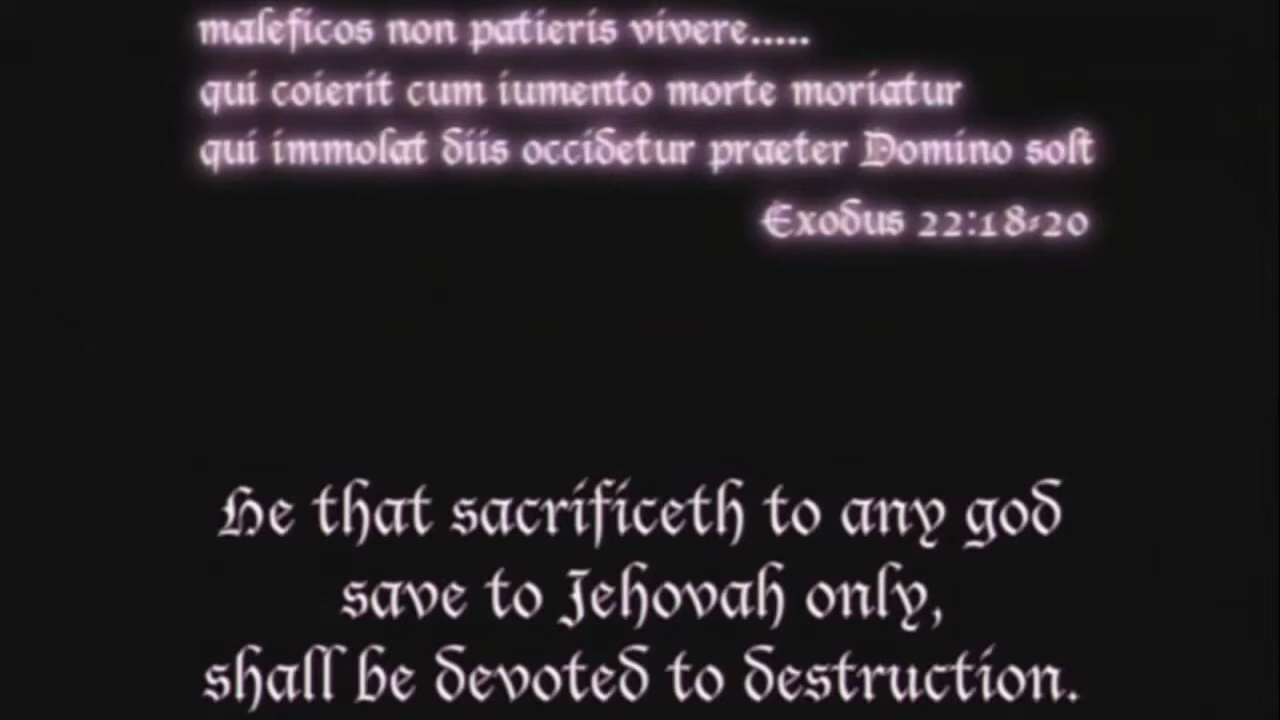 maleficos non patieris vivere.....
qui coierit cum iumento morte moriatur
qui immolat diis occidetur praeter Domino soli
Exodus 22:18-20
He that sacrificeth to any god
save to Jehovah only,
shall be devoted to destruction.